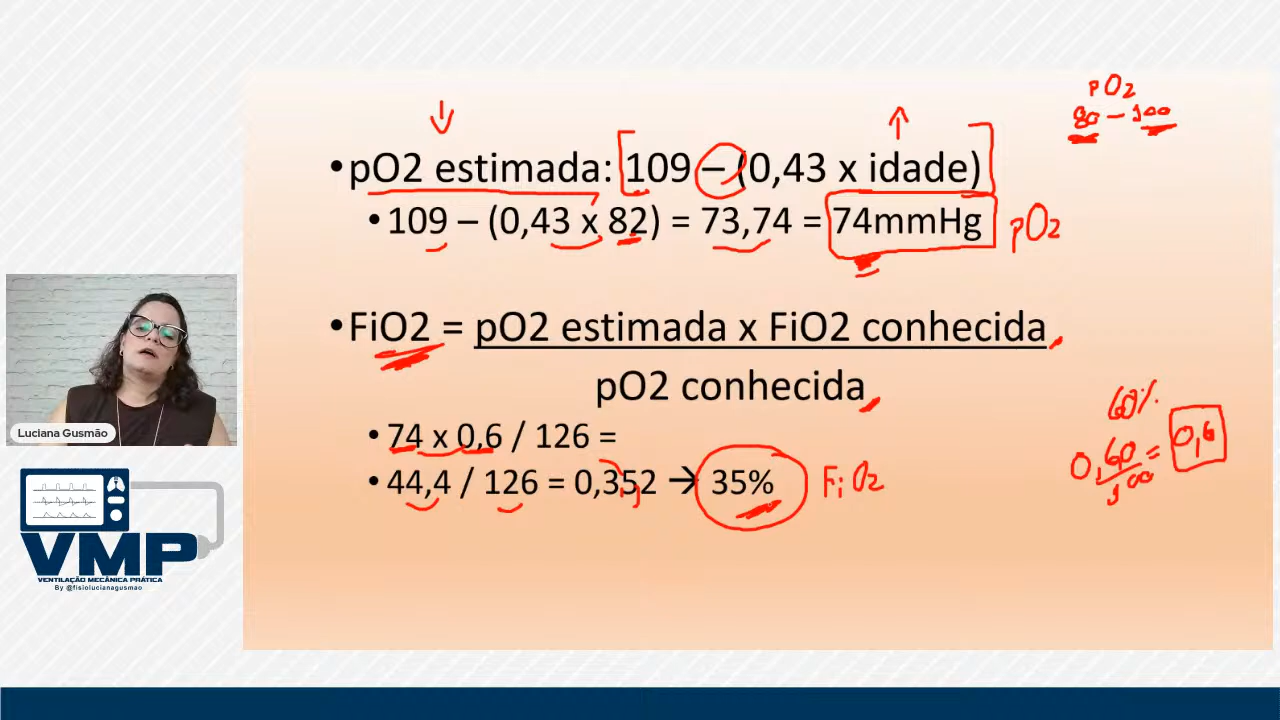 pO2
80 - 100
•pO2 estimada: 109 – (0,43 x idade)
• 109 – (0,43 x 82) = 73,74 = 74mmHg pO2
•FiO2 = pO2 estimada x FiO2 conhecida
pO2 conhecida
60%
• 74 x 0,6 / 126 =
0,60 = 0,6
100
• 44,4 / 126 = 0,352 → 35% FiO2
Luciana Gusmão
VMP
VENTILAÇÃO MECÂNICA PRÁTICA
By @fisiolucianagusmao